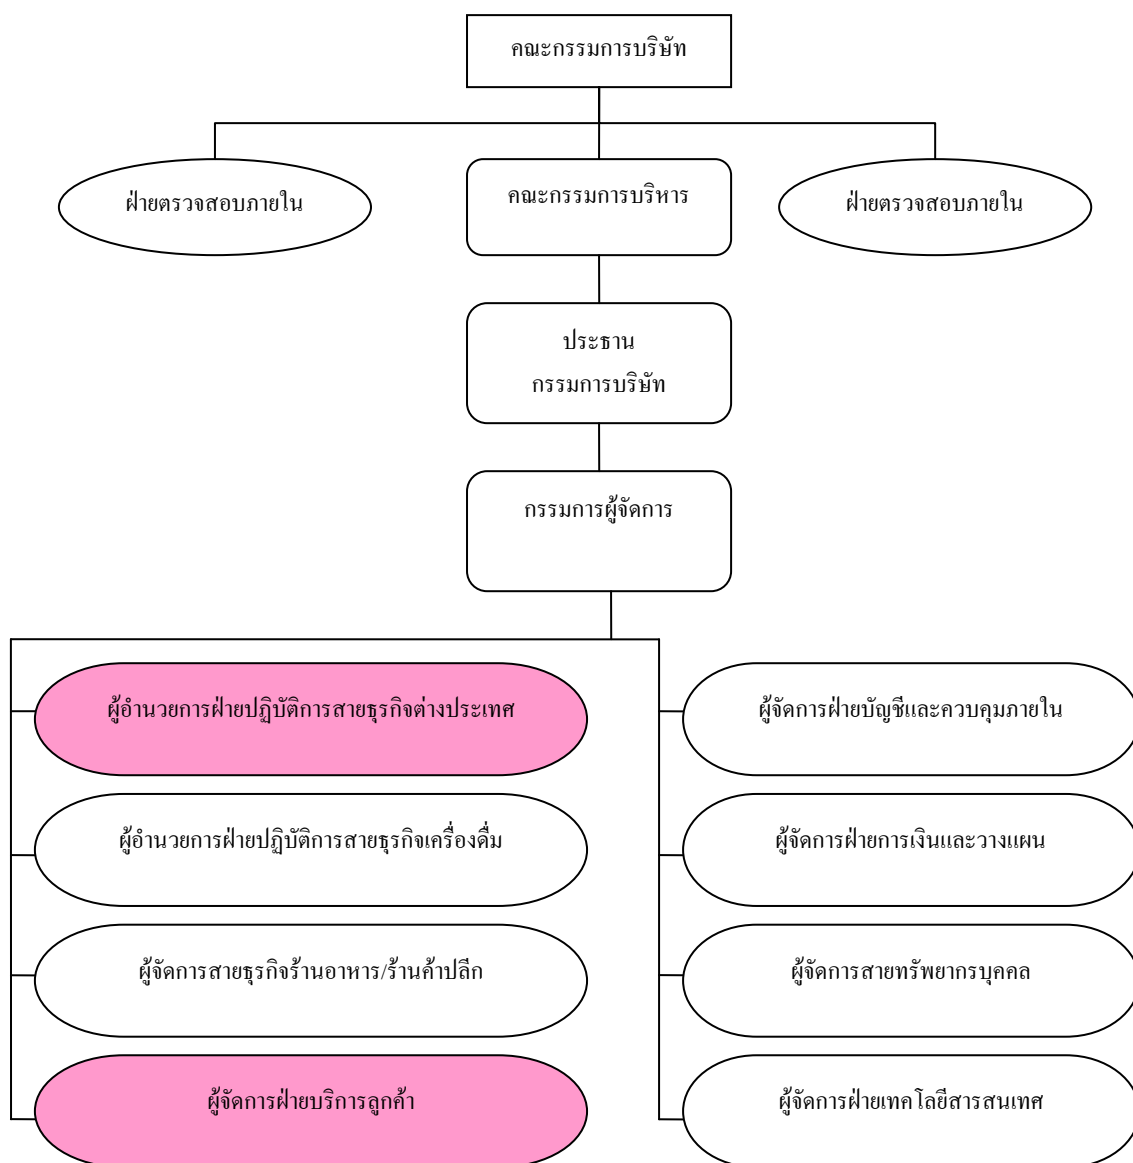 คณะกรรมการบริษัท
ฝ่ายตรวจสอบภายใน
คณะกรรมการบริหาร
ฝ่ายตรวจสอบภายใน
ประธาน
กรรมการบริษัท
กรรมการผู้จัดการ
ผู้อำนวยการฝ่ายปฏิบัติการสายธุรกิจต่างประเทศ
ผู้จัดการฝ่ายบัญชีและควบคุมภายใน
ผู้อำนวยการฝ่ายปฏิบัติการสายธุรกิจเครื่องดื่ม
ผู้จัดการฝ่ายการเงินและวางแผน
ผู้จัดการสายธุรกิจร้านอาหาร/ร้านค้าปลีก
ผู้จัดการสายทรัพยากรบุคคล
ผู้จัดการฝ่ายบริการลูกค้า
ผู้จัดการฝ่ายเทคโลยีสารสนเทศ